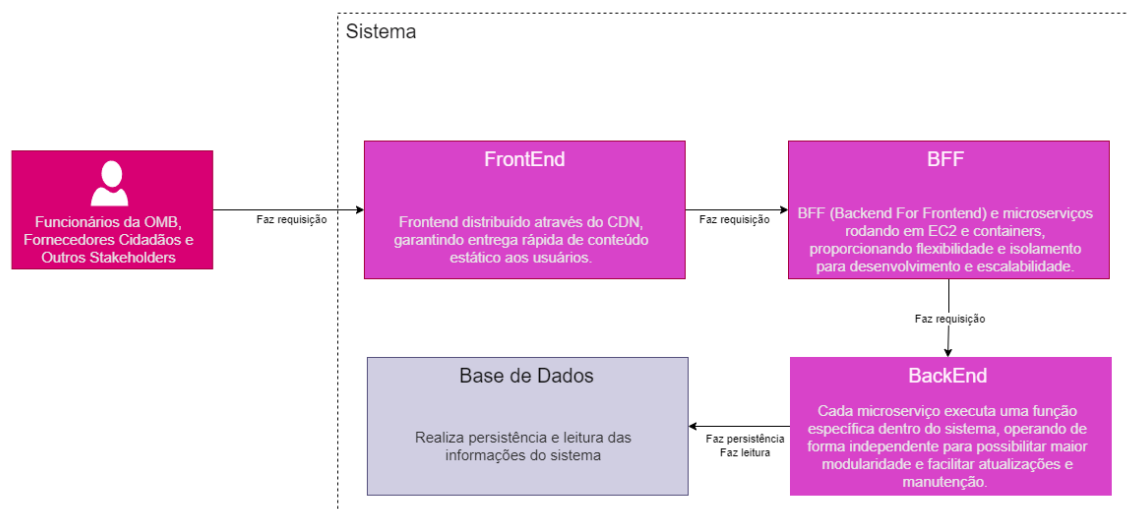 Sistema
Funcionários da OMB,
Fornecedores Cidadãos e
Outros Stakeholders
Faz requisição
FrontEnd
Frontend distribuído através do CDN,
garantindo entrega rápida de conteúdo
estático aos usuários.
Faz requisição
BFF
BFF (Backend For Frontend) e microserviços
rodando em EC2 e containers,
proporcionando flexibilidade e isolamento
para desenvolvimento e escalabilidade.
Faz requisição
BackEnd
Cada microserviço executa uma função
específica dentro do sistema, operando de
forma independente para possibilitar maior
modularidade e facilitar atualizações e
manutenção.
Faz persistência
Faz leitura
Base de Dados
Realiza persistência e leitura das
informações do sistema